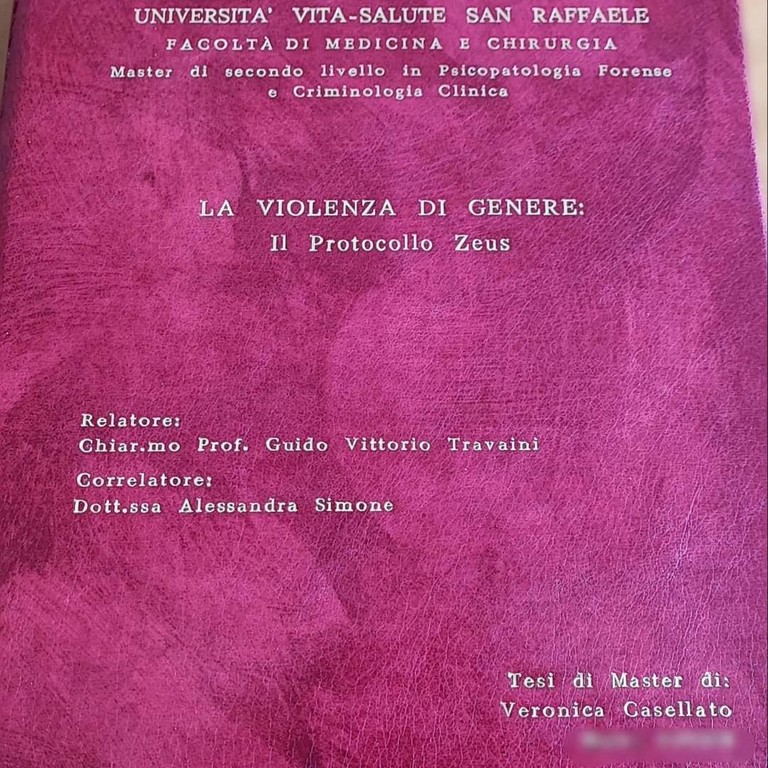 UNIVERSITA' VITA-SALUTE SAN RAFFAELE
FACOLTÀ DI MEDICINA E CHIRURGIA
Master di secondo livello in Psicopatologia Forense
e Criminologia Clinica
LA VIOLENZA DI GENERE:
Il Protocollo Zeus
Relatore:
Chiar.mo Prof. Guido Vittorio Travaini
Correlatore:
Dott.ssa Alessandra Simone
Tesi di Master di:
Veronica Casellato